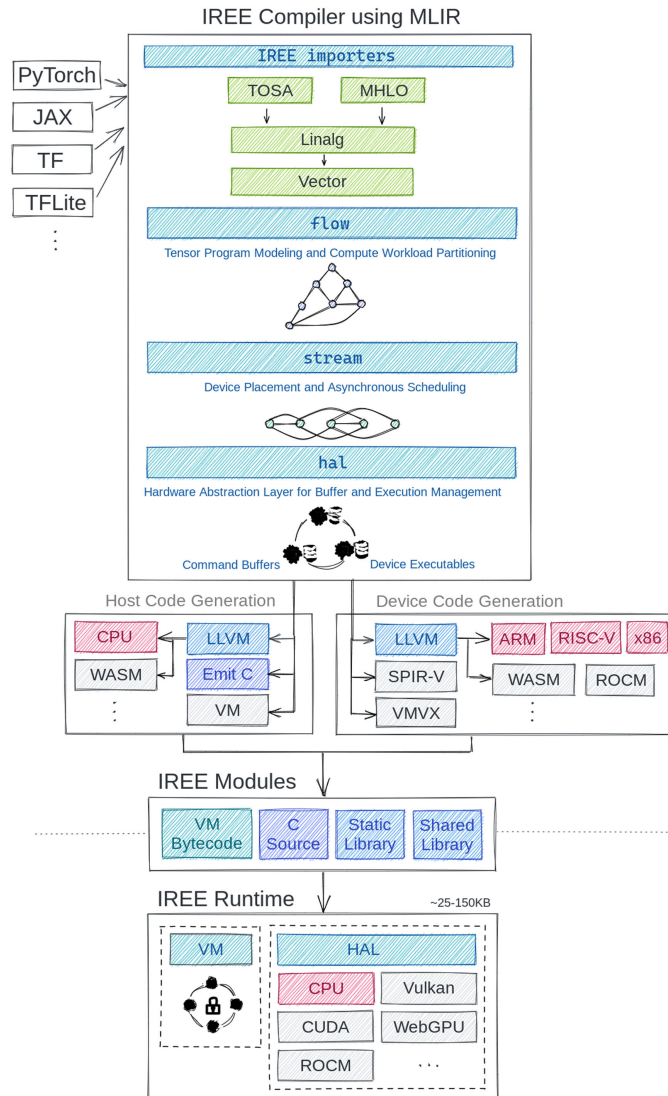 IREE Compiler using MLIR
IREE importers
PyTorch
JAX
TF
TFLite
TOSA
MHLO
Linalg
Vector
flow
Tensor Program Modeling and Compute Workload Partitioning
stream
Device Placement and Asynchronous Scheduling
hal
Hardware Abstraction Layer for Buffer and Execution Management
Command Buffers
Device Executables
Host Code Generation
CPU
LLVM
WASM
Emit C
VM
Device Code Generation
LLVM
ARM
RISC-V
x86
SPIR-V
WASM
ROCM
VMVX
IREE Modules
VM
Bytecode
C
Source
Static
Library
Shared
Library
IREE Runtime
~25-150KB
VM
HAL
CPU
Vulkan
CUDA
WebGPU
ROCM
...